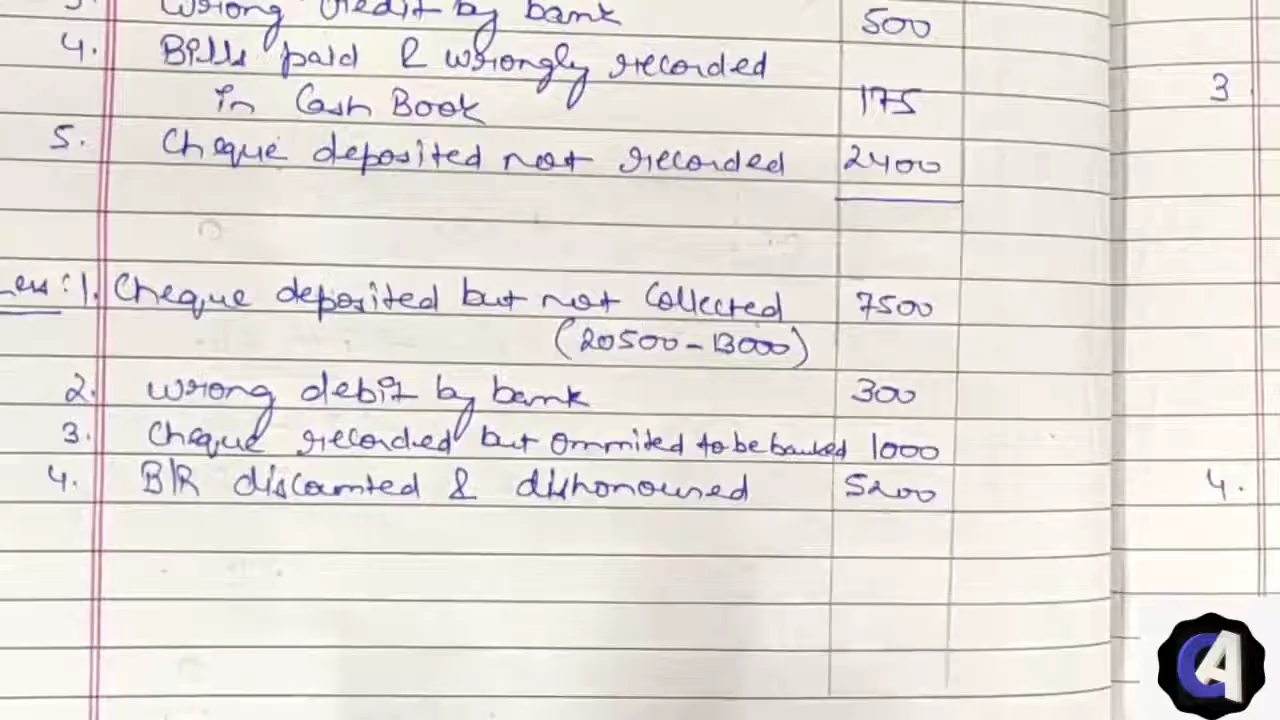 3. Wrong credit by bank 500
4. Bills paid & wrongly recorded
in Cash Book 175
3.
5. Cheque deposited not recorded 2400
Less: 1. Cheque deposited but not Collected 7500
(20500-13000)
2. Wrong debit by bank 300
3. Cheque recorded but ommited to be banked 1000
4. B/R discounted & dishonoured 5200
4.
CA